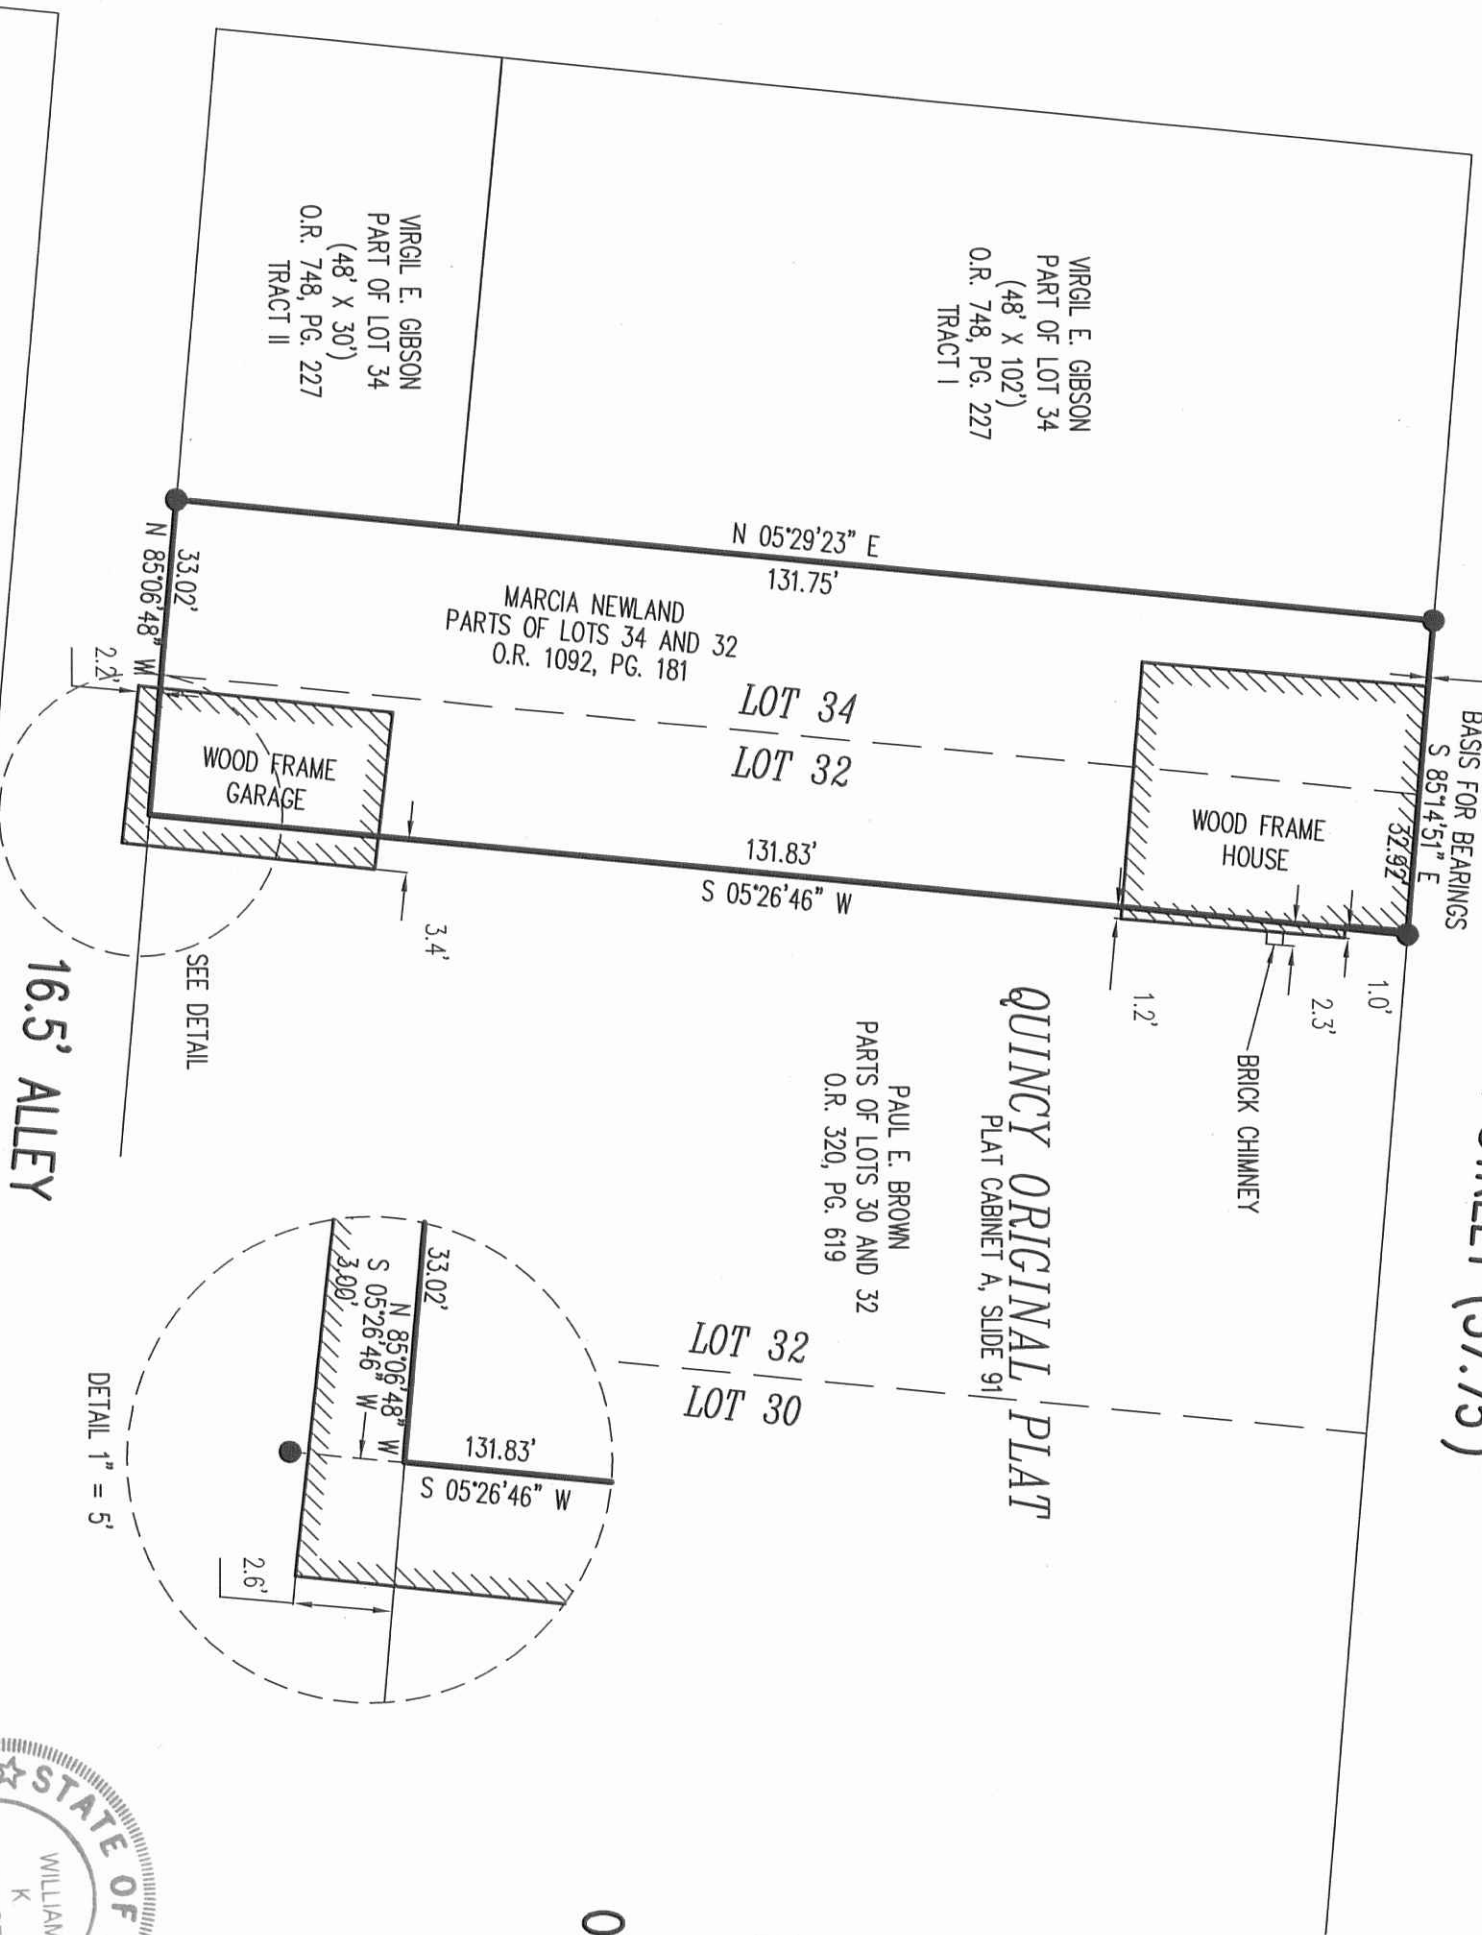 STREET (57.75')
BASIS FOR BEARINGS
S 85°14'51" E
32.92'
VIRGIL E. GIBSON
PART OF LOT 34
(48' X 102')
O.R. 748, PG. 227
TRACT I
WOOD FRAME
HOUSE
1.0'
2.3'
BRICK CHIMNEY
1.2'
N 05°29'23" E
131.75'
LOT 34
LOT 32
131.83'
S 05°26'46" W
QUINCY ORIGINAL PLAT
PLAT CABINET A, SLIDE 91
PAUL E. BROWN
PARTS OF LOTS 30 AND 32
O.R. 320, PG. 619
LOT 32
LOT 30
MARCIA NEWLAND
PARTS OF LOTS 34 AND 32
O.R. 1092, PG. 181
VIRGIL E. GIBSON
PART OF LOT 34
(48' X 30')
O.R. 748, PG. 227
TRACT II
WOOD FRAME
GARAGE
3.4'
33.02'
N 85°06'48" W
2.2'
SEE DETAIL
16.5' ALLEY
131.83'
S 05°26'46" W
33.02'
N 85°06'48" W
S 05°26'46" W
3.00'
2.6'
DETAIL 1" = 5'
0
STATE OF
WILLIAM
K